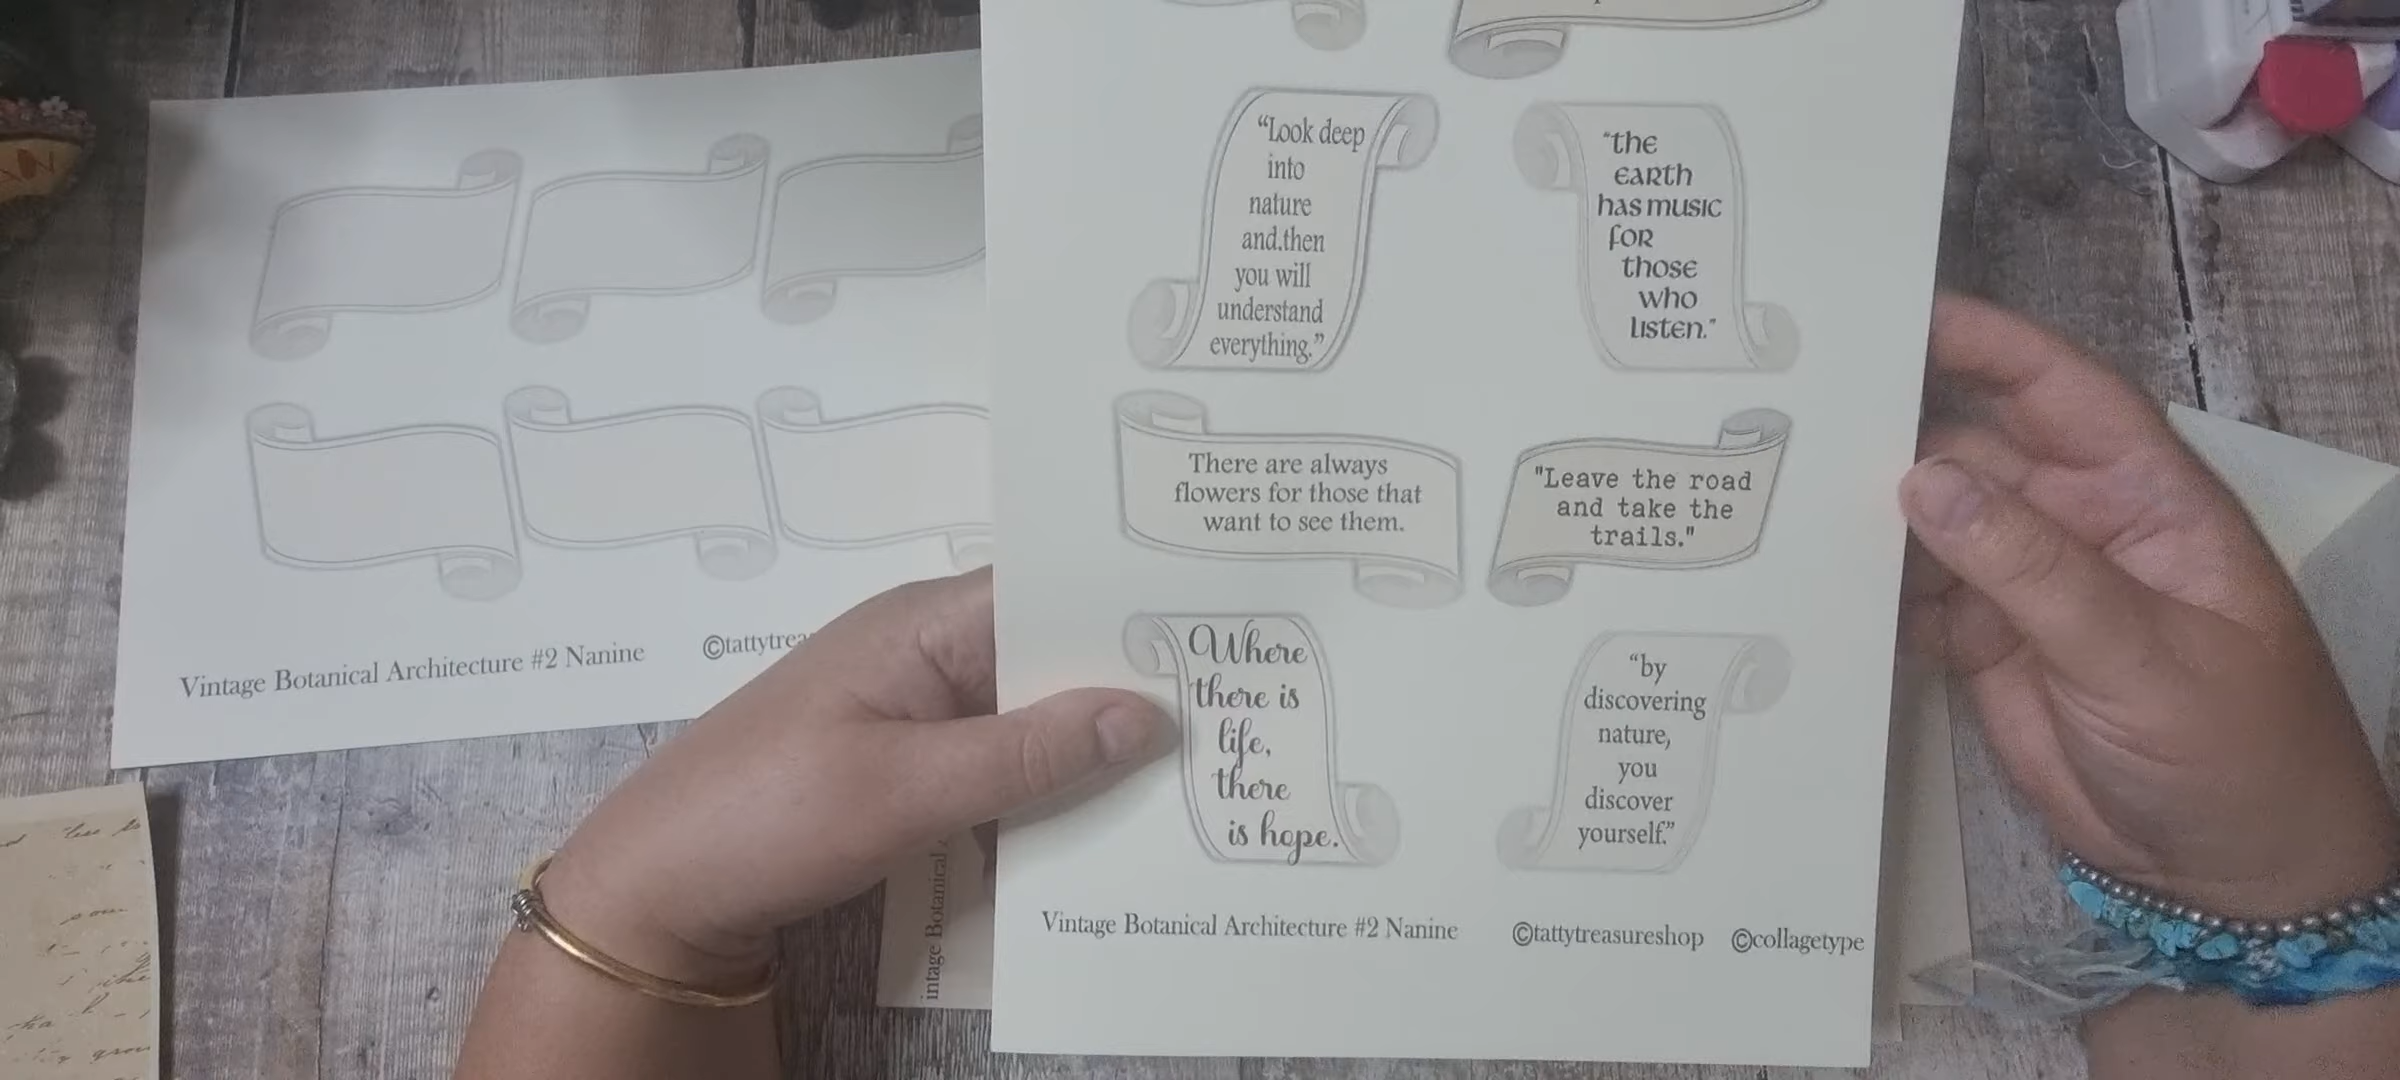 "Look deep
into
nature
and.then
you will
understand
everything."
"the
earth
has music
for
those
who
listen."
There are always
flowers for those that
want to see them.
"Leave the road
and take the
trails."
Where
there is
life,
there
is hope.
"by
discovering
nature,
you
discover
yourself."
Vintage Botanical Architecture #2 Nanine ©tattytreasureshop ©collagetype
Vintage Botanical Architecture #2 Nanine ©tattytrea
intage Botanical